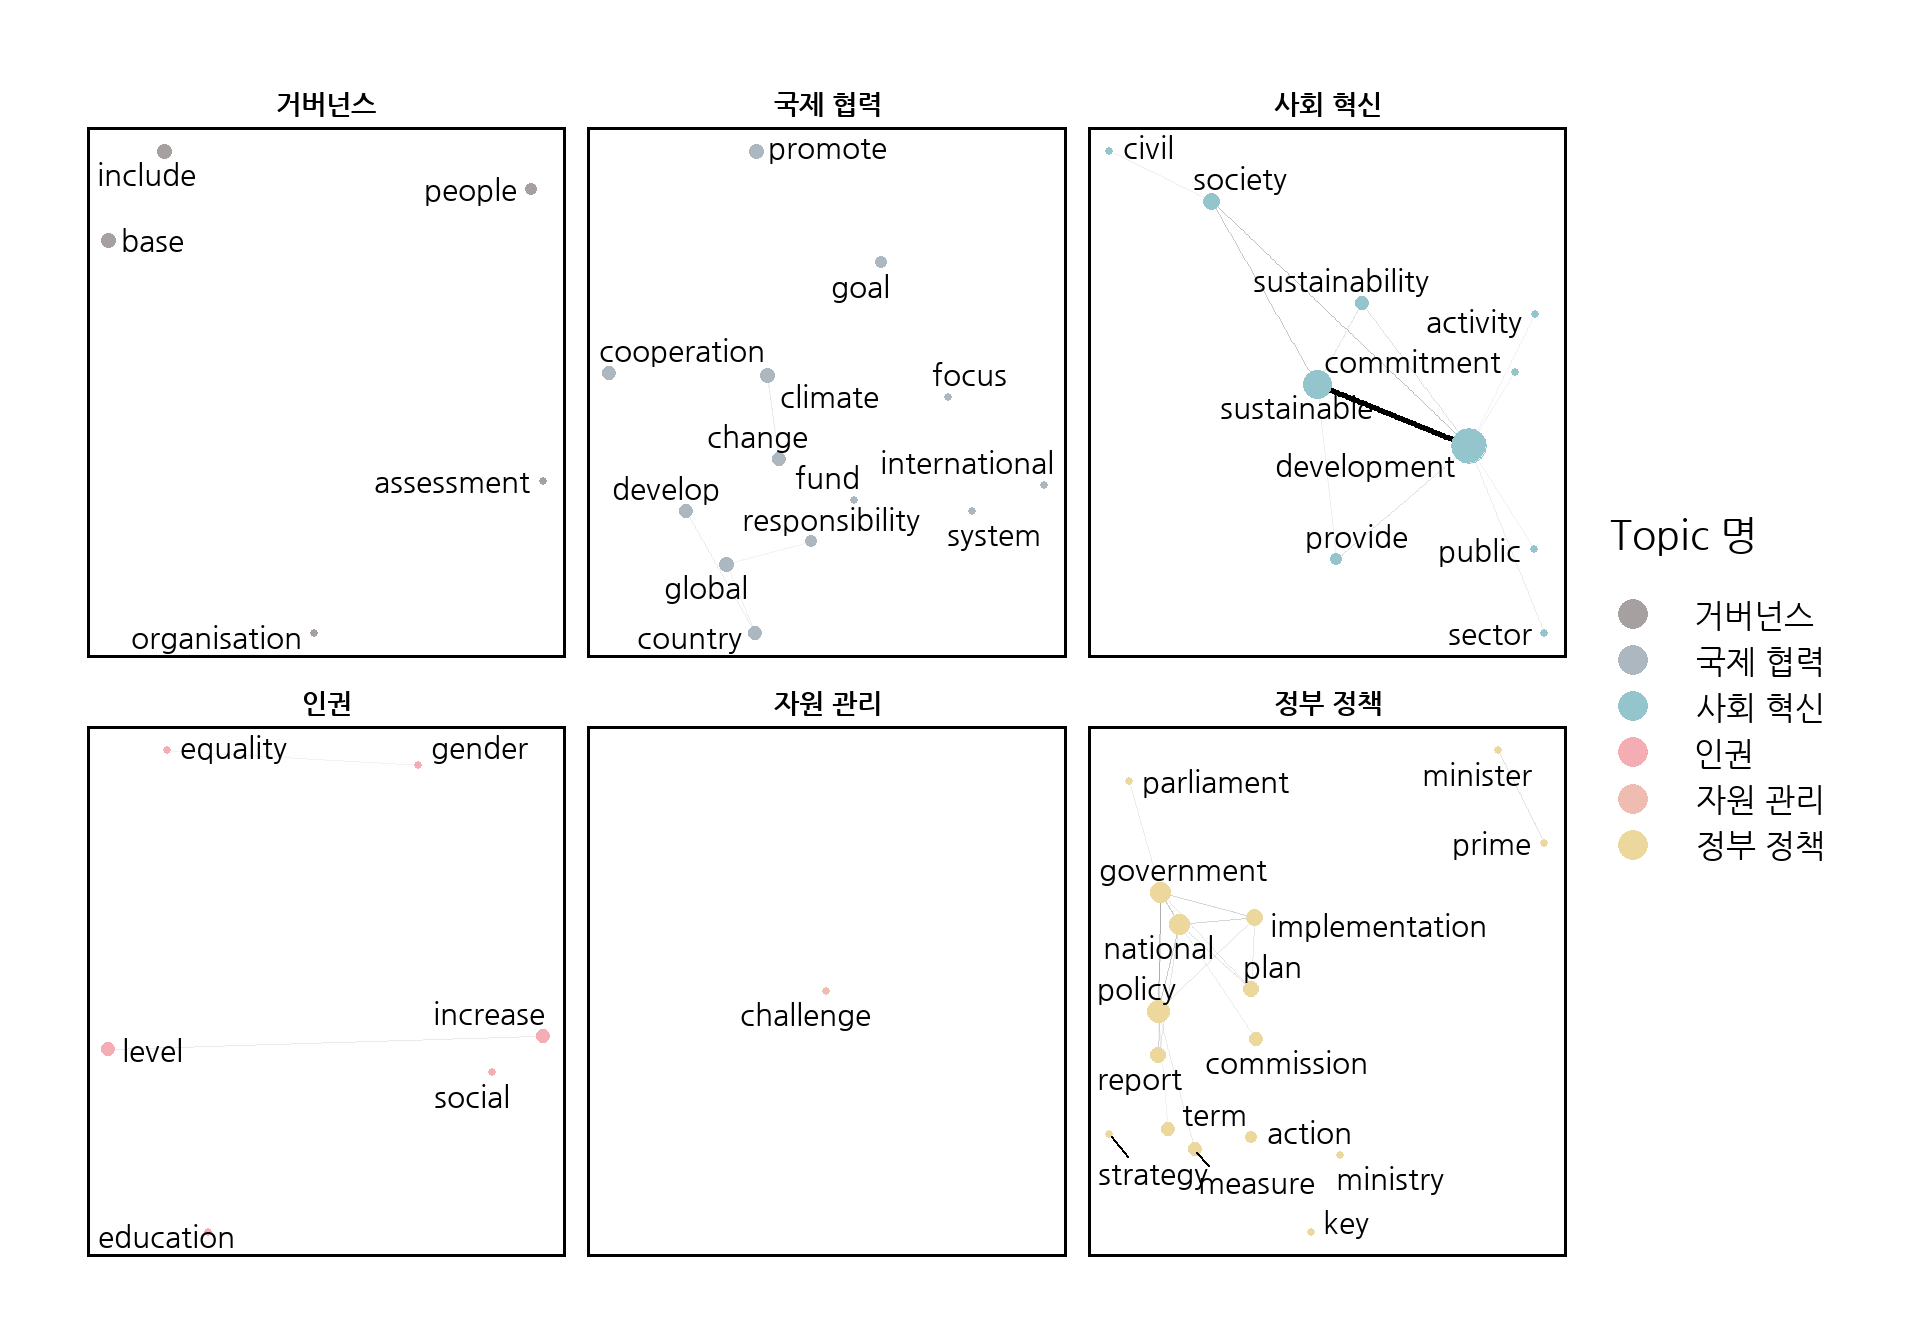 거버넌스
include
people
base
assessment
organisation
국제 협력
promote
goal
cooperation
focus
climate
change
international
fund
develop
responsibility
system
global
country
사회 혁신
civil
society
sustainability
activity
commitment
sustainable
development
provide
public
sector
인권
equality
gender
increase
level
social
education
자원 관리
challenge
정부 정책
minister
parliament
prime
government
implementation
national
plan
policy
commission
report
term
action
strategy
measure
ministry
key
Topic 명
거버넌스
국제 협력
사회 혁신
인권
자원 관리
정부 정책